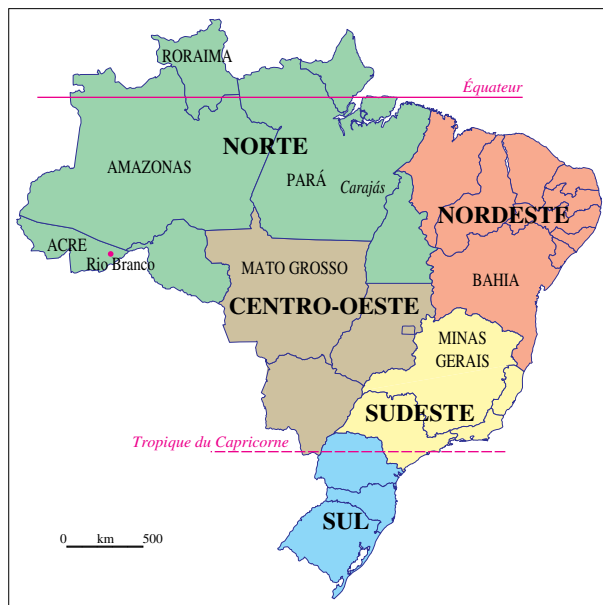 RORAIMA
Équateur
NORTE
AMAZONAS
PARÁ
Carajás
NORDESTE
ACRE
Rio Branco
MATO GROSSO
BAHIA
CENTRO-OESTE
MINAS
GERAIS
SUDESTE
Tropique du Capricorne
SUL
0 km 500